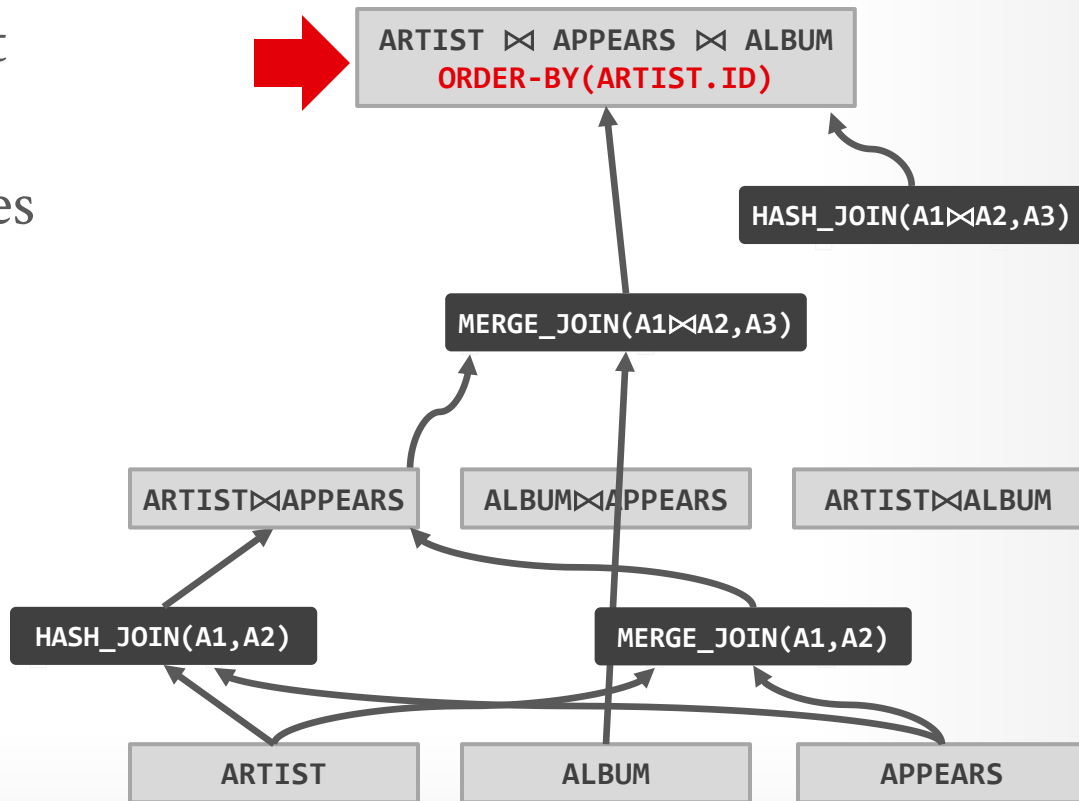 t
es
ARTIST ⋈ APPEARS ⋈ ALBUM
ORDER-BY(ARTIST.ID)
HASH_JOIN(A1⋈A2,A3)
MERGE_JOIN(A1⋈A2,A3)
ARTIST⋈APPEARS
ALBUM⋈APPEARS
ARTIST⋈ALBUM
HASH_JOIN(A1,A2)
MERGE_JOIN(A1,A2)
ARTIST
ALBUM
APPEARS